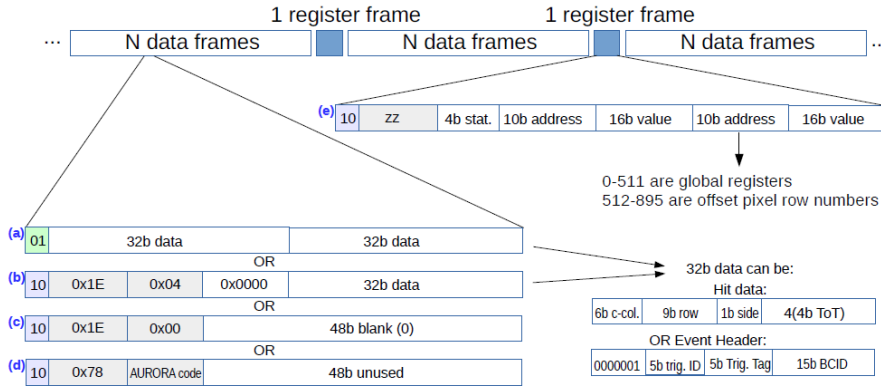 1 register frame 1 register frame
... N data frames N data frames N data frames ...
(e) 10 zz 4b stat. 10b address 16b value 10b address 16b value
0-511 are global registers
512-895 are offset pixel row numbers
(a) 01 32b data 32b data
OR
(b) 10 0x1E 0x04 0x0000 32b data
OR
(c) 10 0x1E 0x00 48b blank (0)
OR
(d) 10 0x78 AURORA code 48b unused
32b data can be:
Hit data:
6b c-col. 9b row 1b side 4(4b ToT)
OR Event Header:
0000001 5b trig. ID 5b Trig. Tag 15b BCID